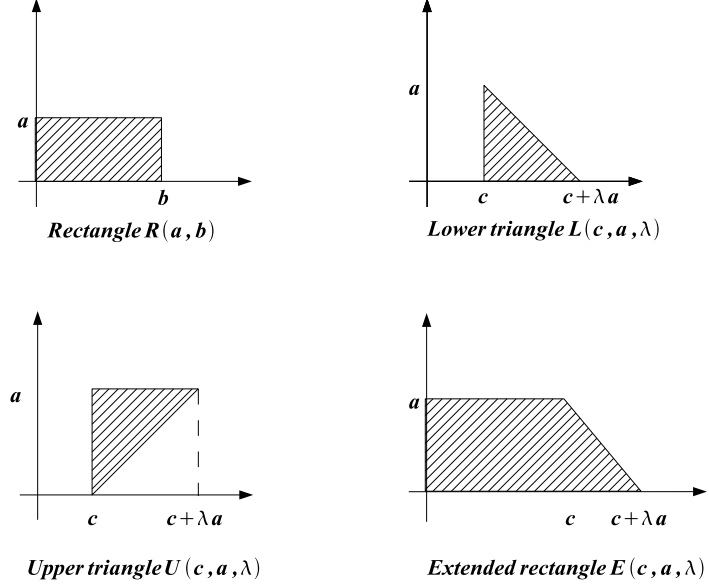 a
b
Rectangle R(a,b)
a
c
c+λa
Lower triangle L(c,a,λ)
a
c
c+λa
Upper triangle U(c,a,λ)
a
c
c+λa
Extended rectangle E(c,a,λ)